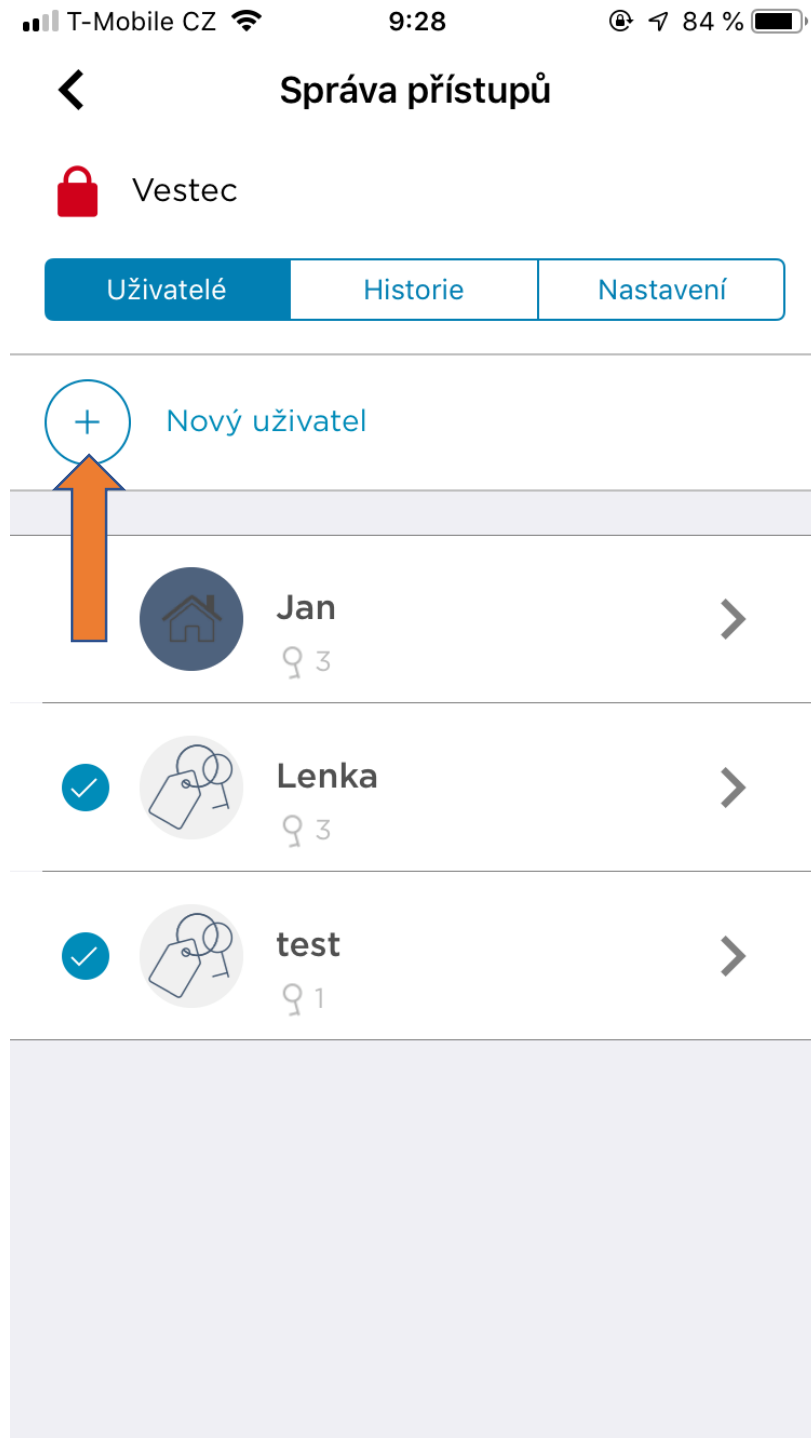 T-Mobile CZ 9:28 84 %
Správa přístupů
Vestec
Uživatelé Historie Nastavení
Nový uživatel
Jan
3
Lenka
3
test
1